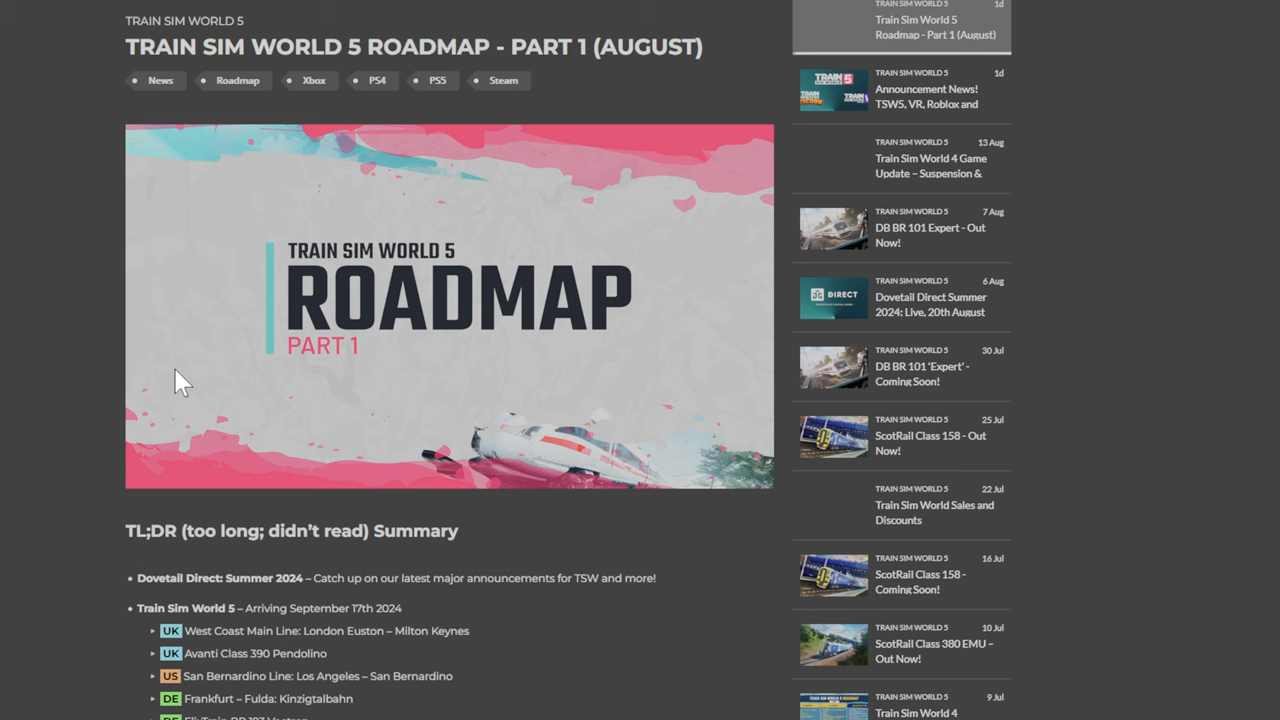 TRAIN SIM WORLD 5
TRAIN SIM WORLD 5 ROADMAP - PART 1 (AUGUST)
News
Roadmap
Xbox
PS4
PS5
Steam
TRAIN SIM WORLD 5
ROADMAP
PART 1
TL;DR (too long; didn't read) Summary
• Dovetail Direct: Summer 2024 – Catch up on our latest major announcements for TSW and more!
• Train Sim World 5 – Arriving September 17th 2024
UK West Coast Main Line: London Euston – Milton Keynes
UK Avanti Class 390 Pendolino
US San Bernardino Line: Los Angeles – San Bernardino
DE Frankfurt – Fulda: Kinzigtalbahn
TRAIN SIM WORLD 5 1d
Train Sim World 5
Roadmap - Part 1 (August)
TRAIN SIM WORLD 5 1d
Announcement News!
TSW5, VR, Roblox and
TRAIN SIM WORLD 5 13 Aug
Train Sim World 4 Game
Update – Suspension &
TRAIN SIM WORLD 5 7 Aug
DB BR 101 Expert - Out
Now!
DIRECT
TRAIN SIM WORLD 5 6 Aug
Dovetail Direct Summer
2024: Live, 20th August
TRAIN SIM WORLD 5 30 Jul
DB BR 101 'Expert' -
Coming Soon!
TRAIN SIM WORLD 5 25 Jul
ScotRail Class 158 - Out
Now!
TRAIN SIM WORLD 5 22 Jul
Train Sim World Sales and
Discounts
TRAIN SIM WORLD 5 16 Jul
ScotRail Class 158 -
Coming Soon!
TRAIN SIM WORLD 5 10 Jul
ScotRail Class 380 EMU –
Out Now!
TRAIN SIM WORLD 5 9 Jul
Train Sim World 4